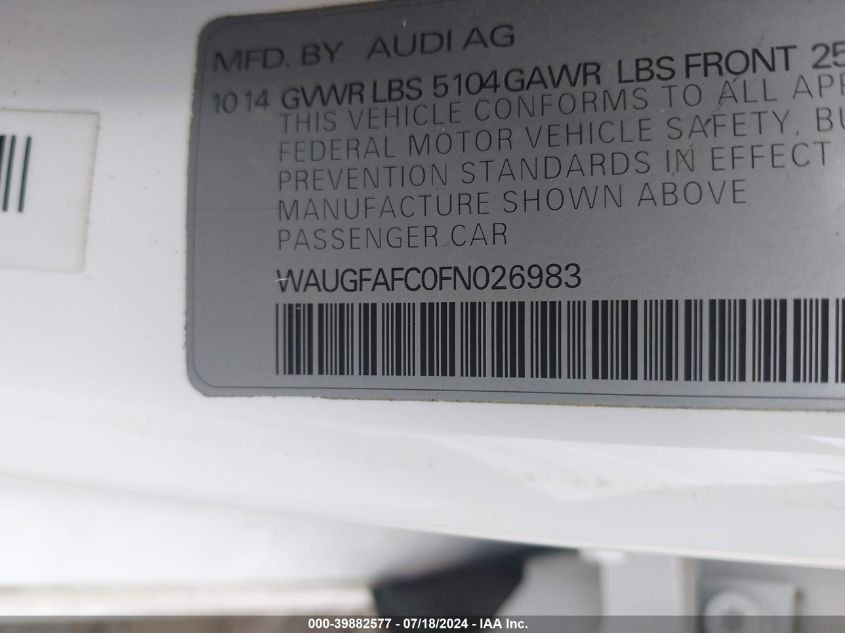 MFD. BY AUDI AG
10 14 GVWR LBS 5104 GAWR LBS FRONT 25
THIS VEHICLE CONFORMS TO ALL APP
FEDERAL MOTOR VEHICLE SAFETY, BU
PREVENTION STANDARDS IN EFFECT
MANUFACTURE SHOWN ABOVE
PASSENGER CAR
WAUGFAFC0FN026983
000-39882577 - 07/18/2024 - IAA Inc.